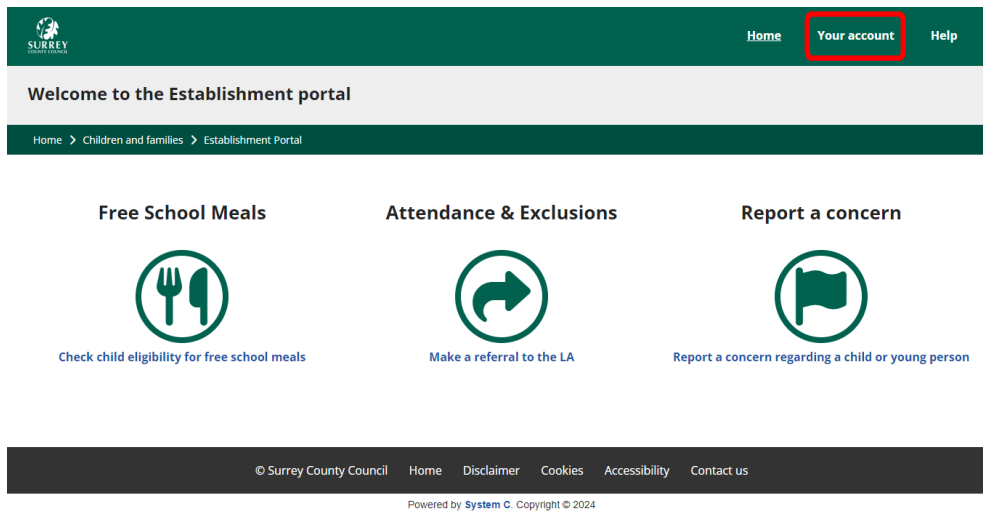 SURREY
COUNTY COUNCIL
Home Your account Help
Welcome to the Establishment portal
Home > Children and families > Establishment Portal
Free School Meals Attendance & Exclusions Report a concern
Check child eligibility for free school meals Make a referral to the LA Report a concern regarding a child or young person
© Surrey County Council Home Disclaimer Cookies Accessibility Contact us
Powered by System C. Copyright © 2024